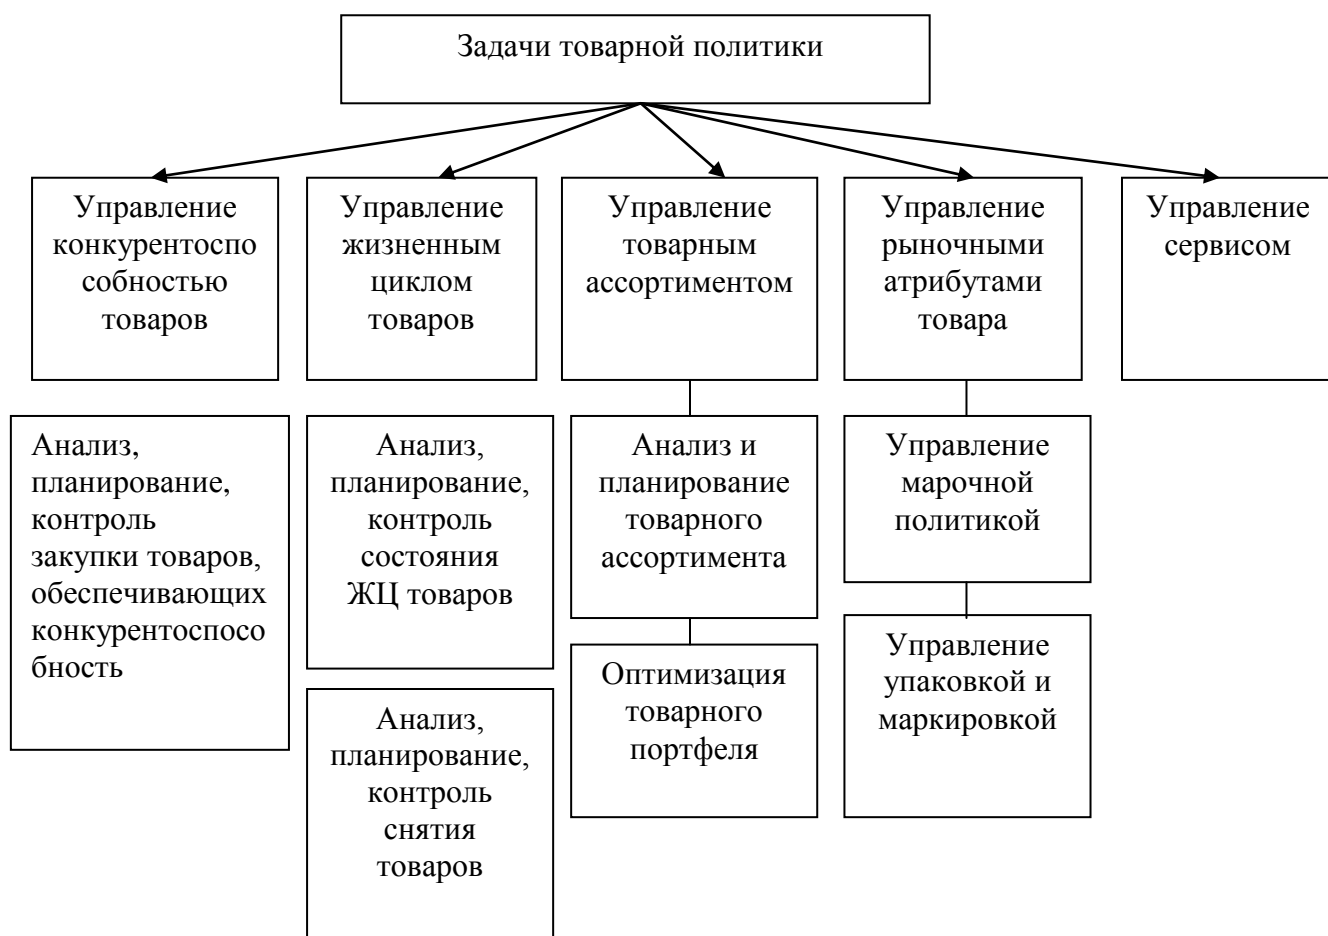 Задачи товарной политики
Управление
конкурентоспо
собностью
товаров
Управление
жизненным
циклом
товаров
Управление
товарным
ассортиментом
Управление
рыночными
атрибутами
товара
Управление
сервисом
Анализ,
планирование,
контроль
закупки товаров,
обеспечивающих
конкурентоспосо
бность
Анализ,
планирование,
контроль
состояния
ЖЦ товаров
Анализ и
планирование
товарного
ассортимента
Управление
марочной
политикой
Анализ,
планирование,
контроль
снятия
товаров
Оптимизация
товарного
портфеля
Управление
упаковкой и
маркировкой